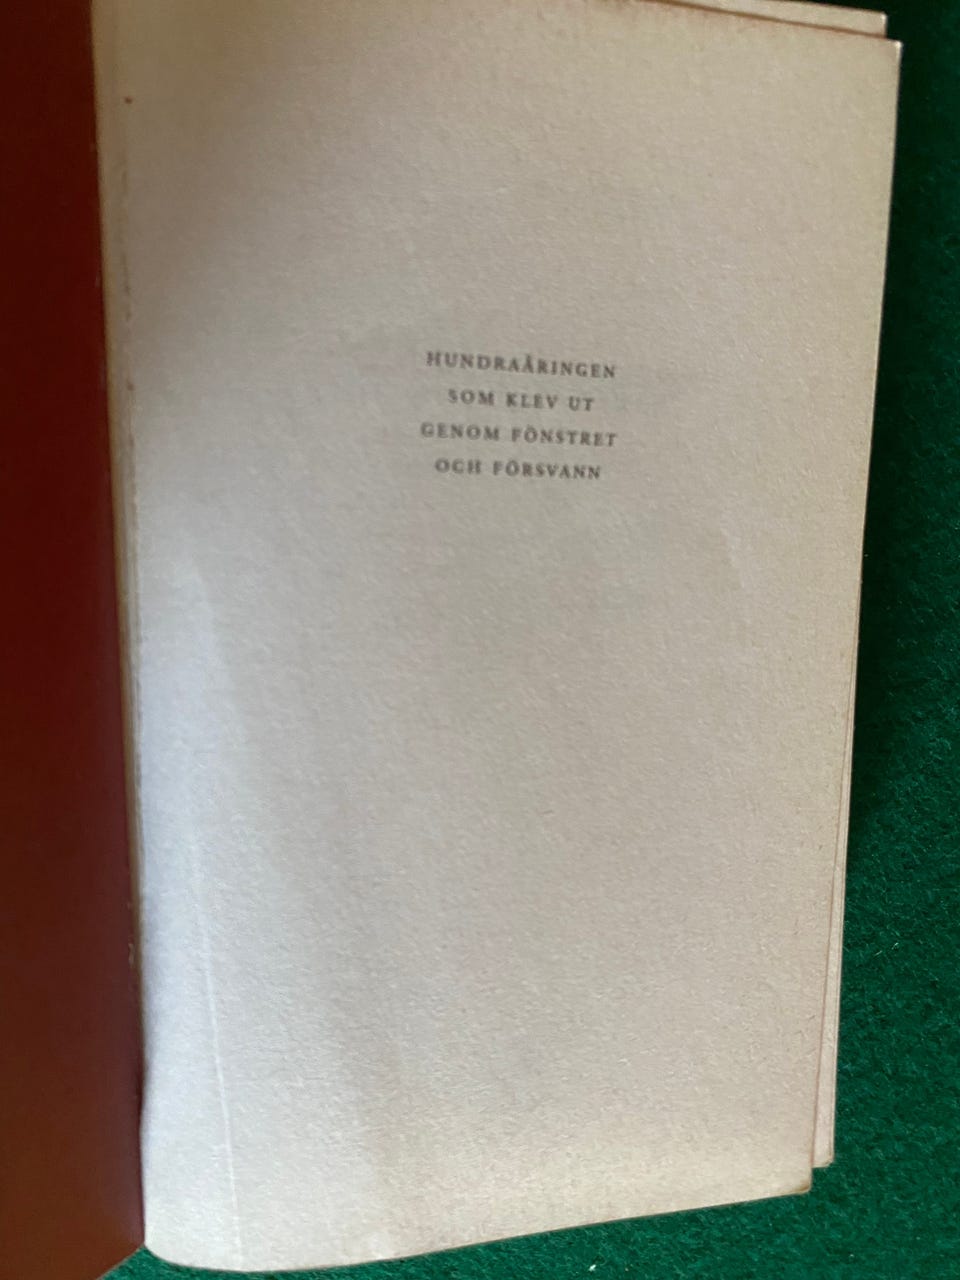 HUNDRAÅRINGEN
SOM KLEV UT
GENOM FÖNSTRET
OCH FÖRSVANN